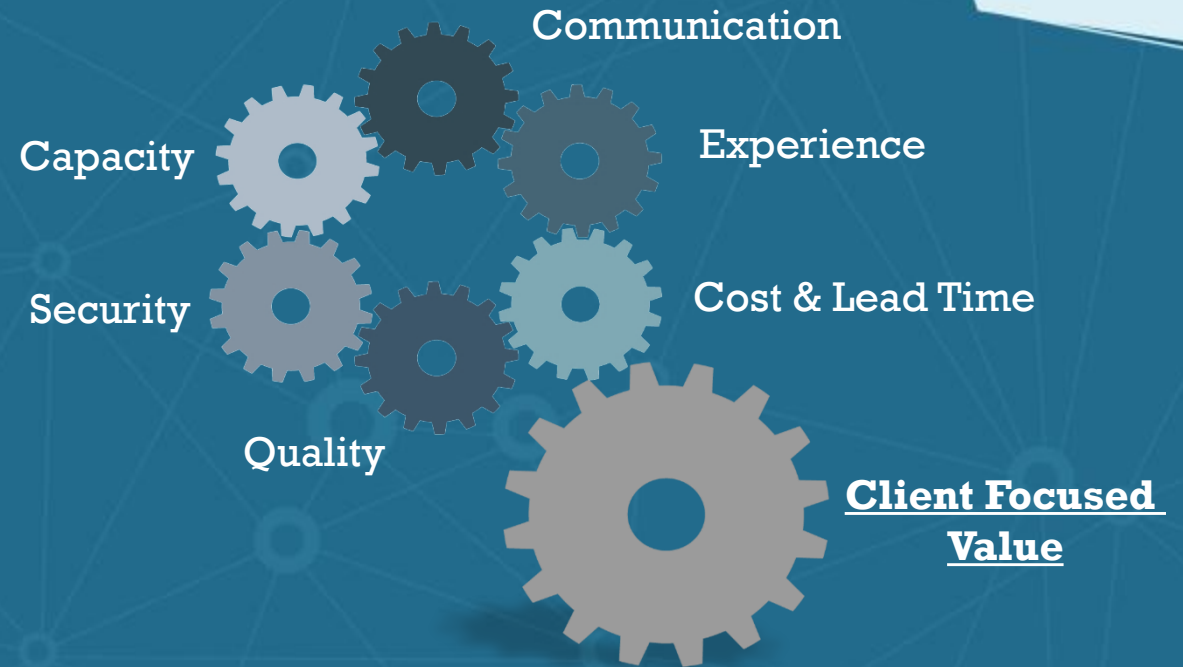 Communication
Capacity
Experience
Security
Cost & Lead Time
Quality
Client Focused
Value